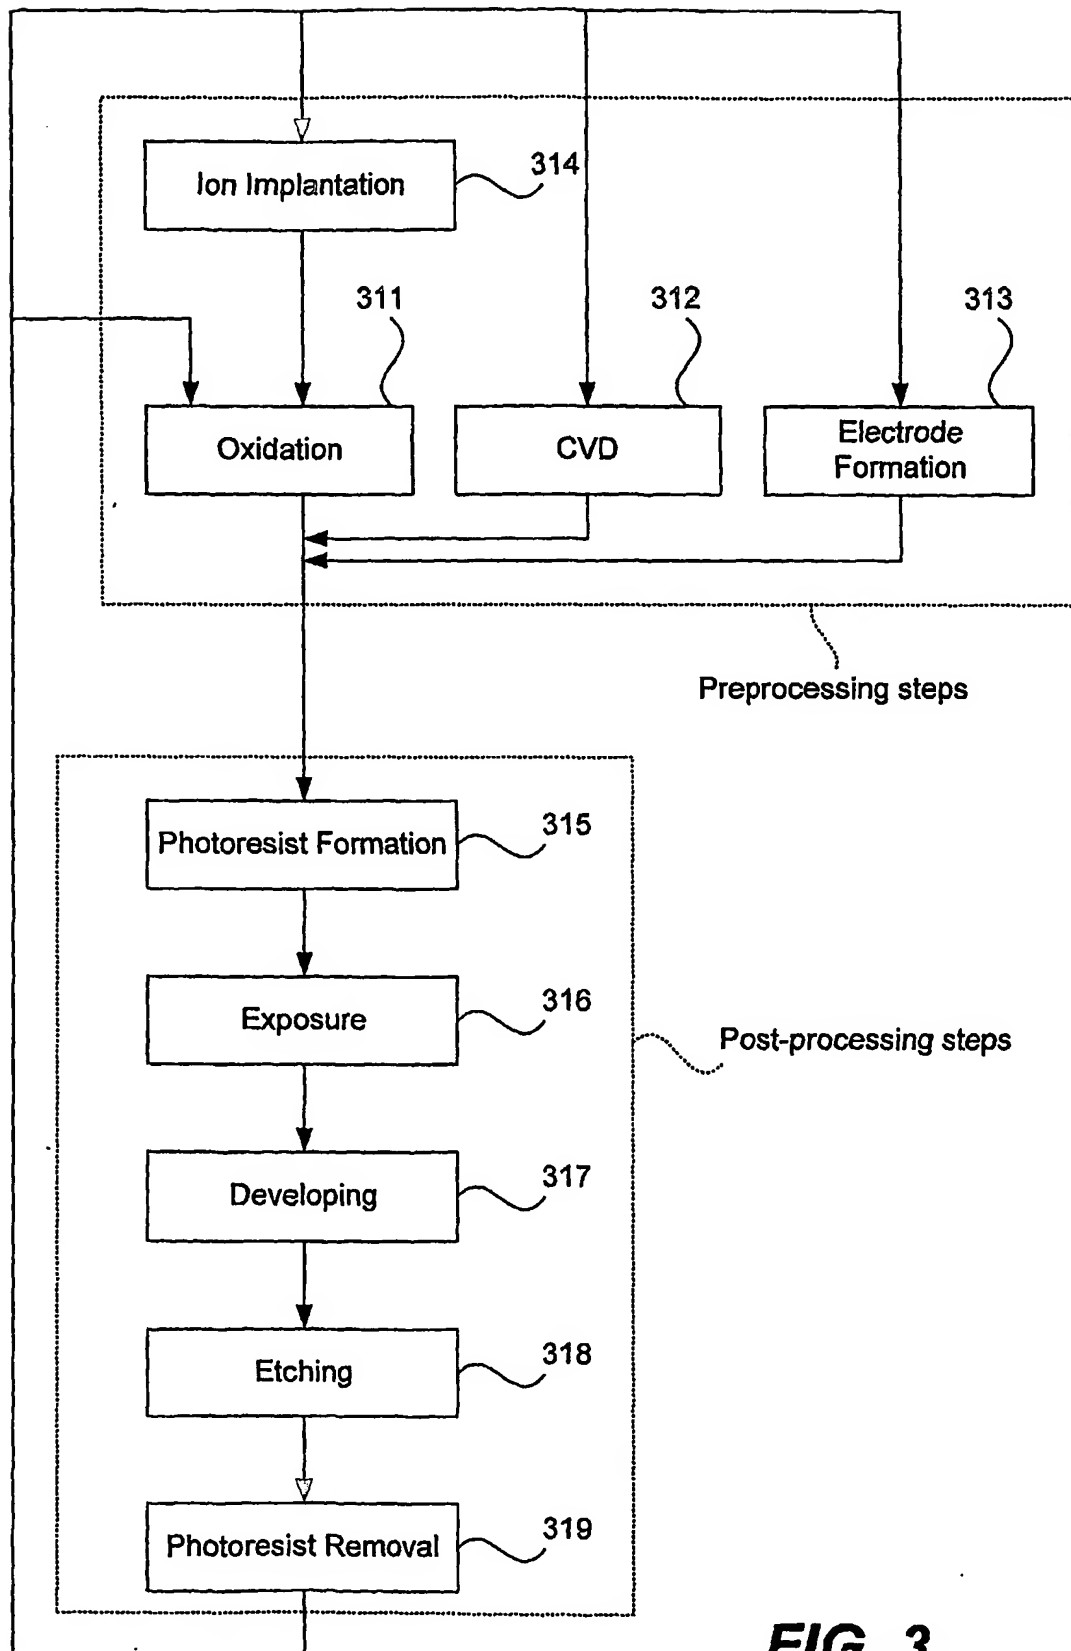 Ion Implantation
314
311
312
313
Oxidation
CVD
Electrode
Formation
Preprocessing steps
Photoresist Formation
315
Exposure
316
Post-processing steps
Developing
317
Etching
318
Photoresist Removal
319
FIG. 3